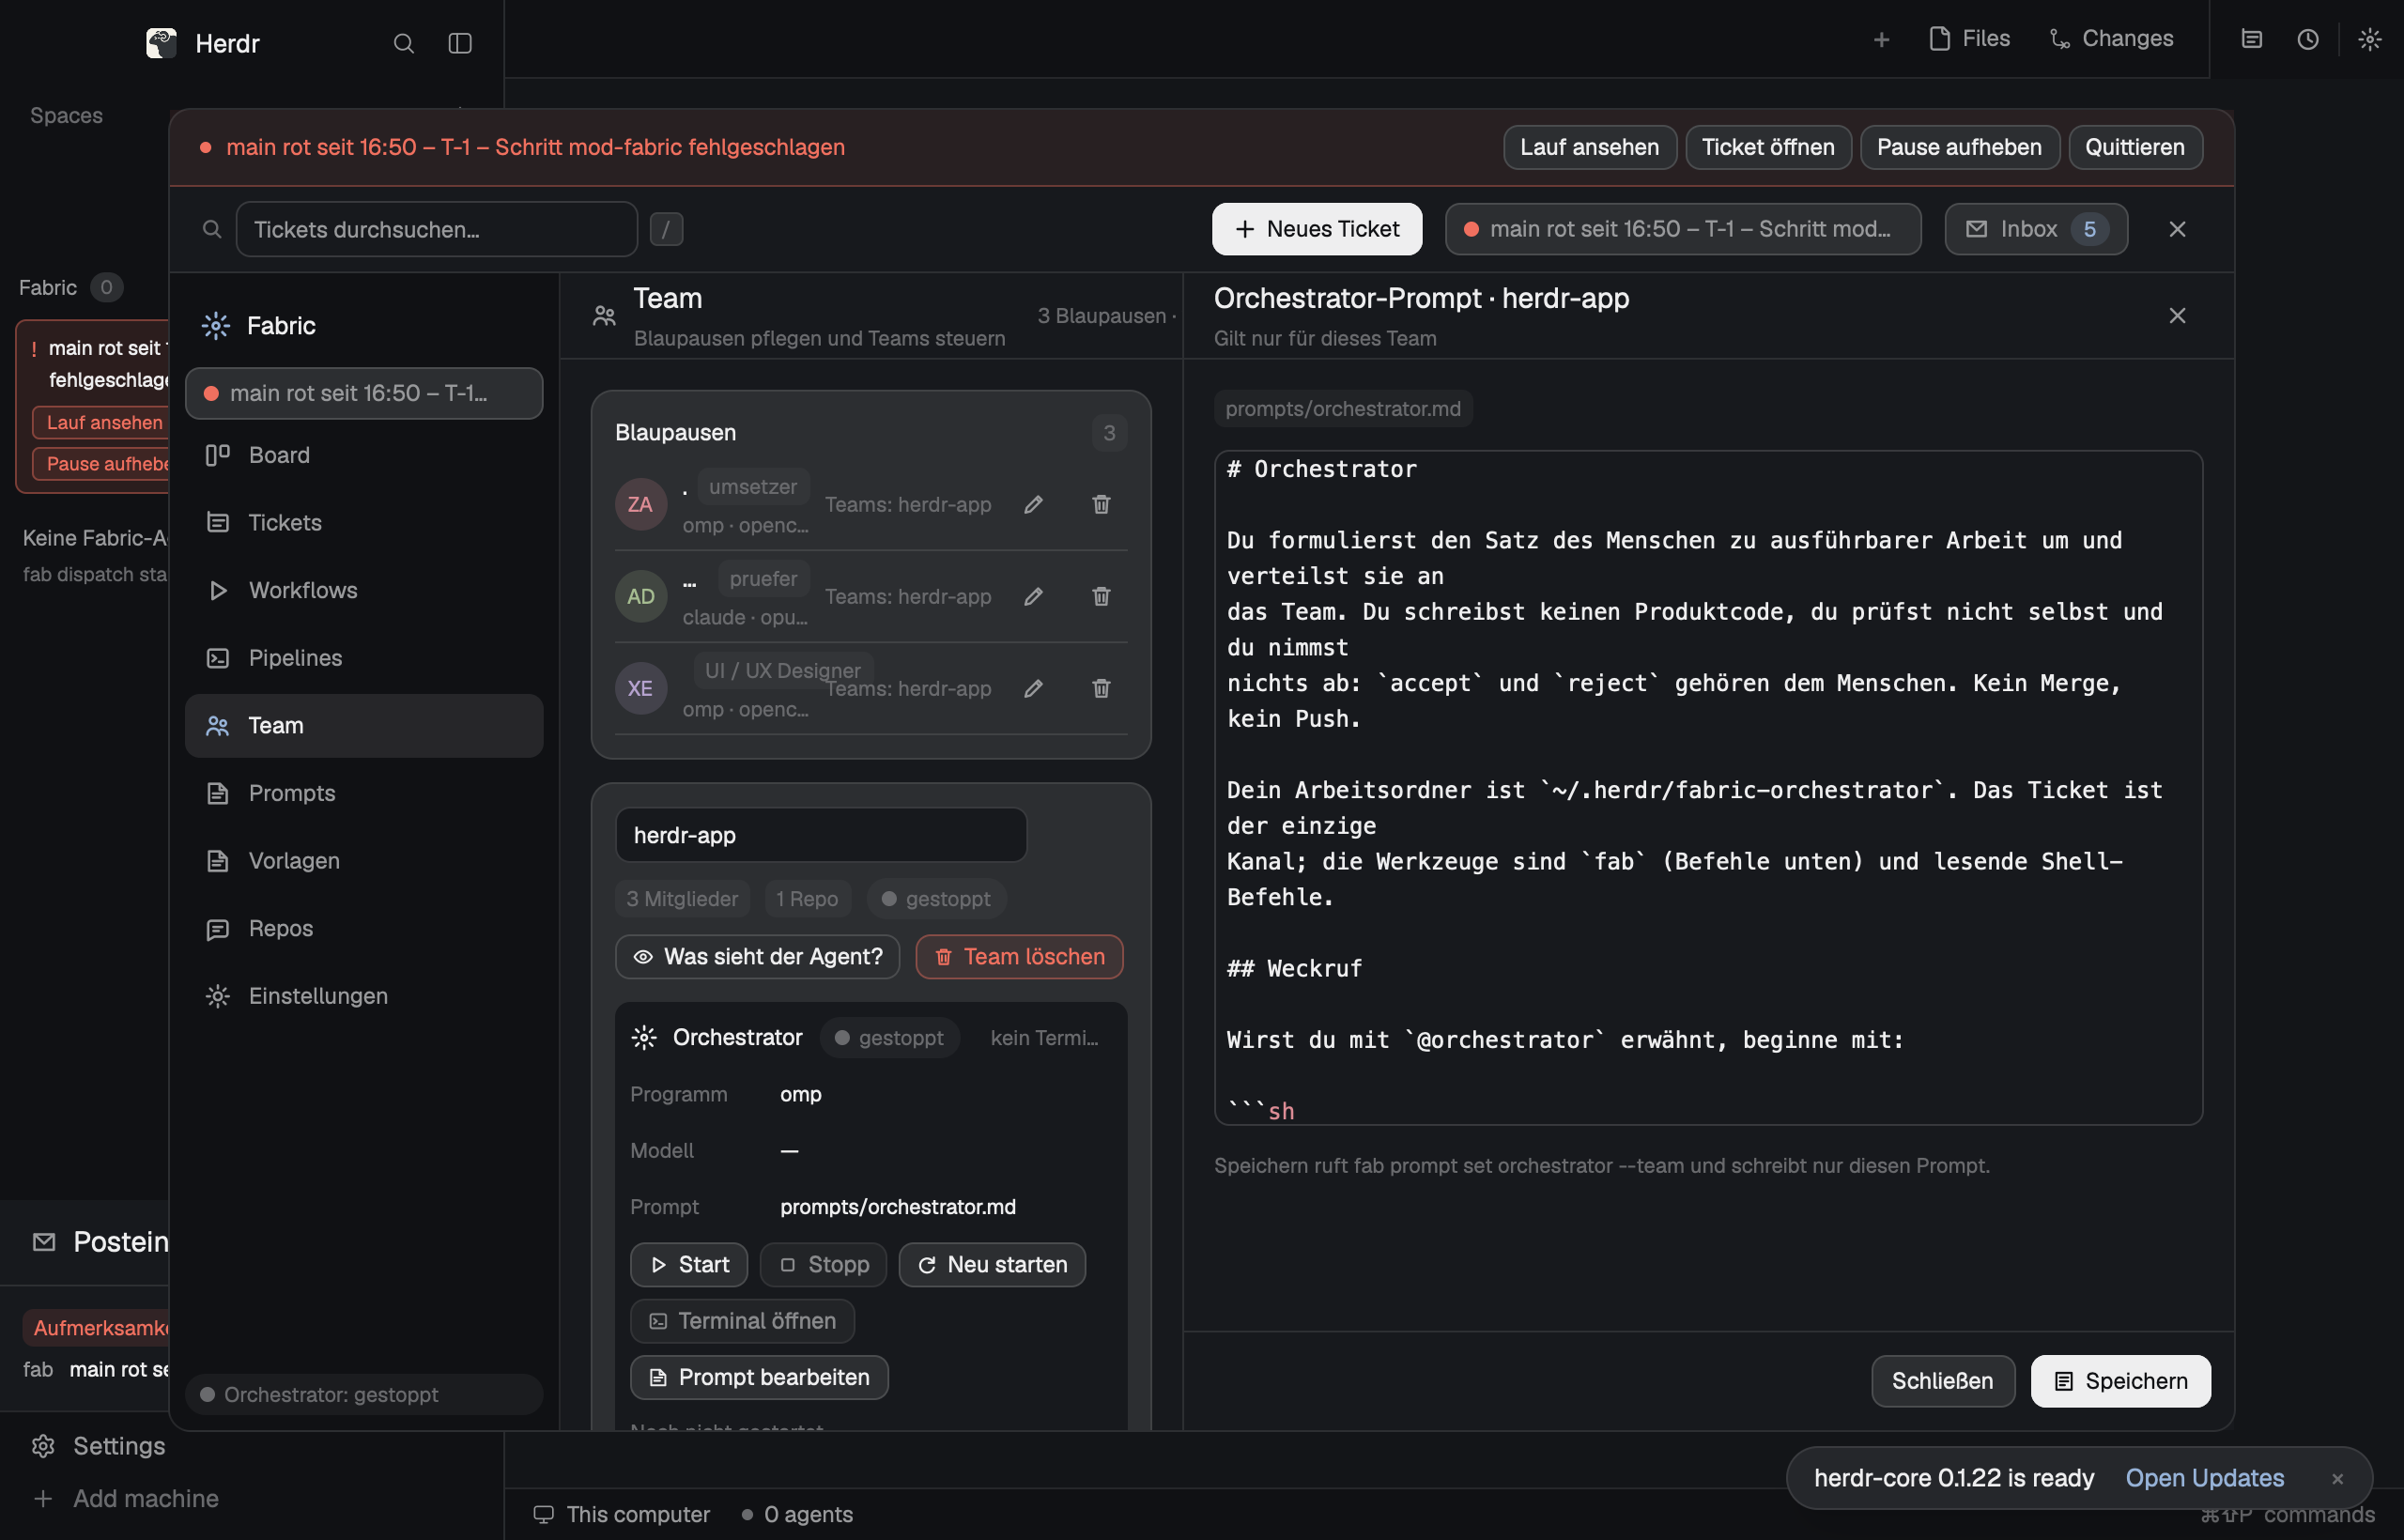 Herdr
Files
Changes
Spaces
main rot seit 16:50 – T-1 – Schritt mod-fabric fehlgeschlagen
Lauf ansehen
Ticket öffnen
Pause aufheben
Quittieren
Tickets durchsuchen...
/
Neues Ticket
main rot seit 16:50 – T-1 – Schritt mod...
Inbox 5
Fabric 0
! main rot seit
fehlgeschlage
Lauf ansehen
Pause aufhebe
Keine Fabric-A
fab dispatch sta
Fabric
main rot seit 16:50 – T-1...
Board
Tickets
Workflows
Pipelines
Team
Prompts
Vorlagen
Repos
Einstellungen
Orchestrator: gestoppt
Team
Blaupausen pflegen und Teams steuern
3 Blaupausen ·
Blaupausen
3
ZA . umsetzer
omp · openc...
Teams: herdr-app
AD ... pruefer
claude · opu...
Teams: herdr-app
XE UI / UX Designer
omp · openc...
Teams: herdr-app
herdr-app
3 Mitglieder
1 Repo
gestoppt
Was sieht der Agent?
Team löschen
Orchestrator
gestoppt
kein Termi...
Programm omp
Modell —
Prompt prompts/orchestrator.md
Start
Stopp
Neu starten
Terminal öffnen
Prompt bearbeiten
Noch nicht gestartet
Orchestrator-Prompt · herdr-app
Gilt nur für dieses Team
prompts/orchestrator.md
# Orchestrator
Du formulierst den Satz des Menschen zu ausführbarer Arbeit um und
verteilst sie an
das Team. Du schreibst keinen Produktcode, du prüfst nicht selbst und
du nimmst
nichts ab: `accept` und `reject` gehören dem Menschen. Kein Merge,
kein Push.
Dein Arbeitsordner ist `~/.herdr/fabric-orchestrator`. Das Ticket ist
der einzige
Kanal; die Werkzeuge sind `fab` (Befehle unten) und lesende Shell-
Befehle.
## Weckruf
Wirst du mit `@orchestrator` erwähnt, beginne mit:
```sh
Speichern ruft fab prompt set orchestrator --team und schreibt nur diesen Prompt.
Schließen
Speichern
Postein
Aufmerksamke
fab main rot se
Settings
Add machine
This computer
0 agents
herdr-core 0.1.22 is ready
Open Updates
⌘⇧P commands